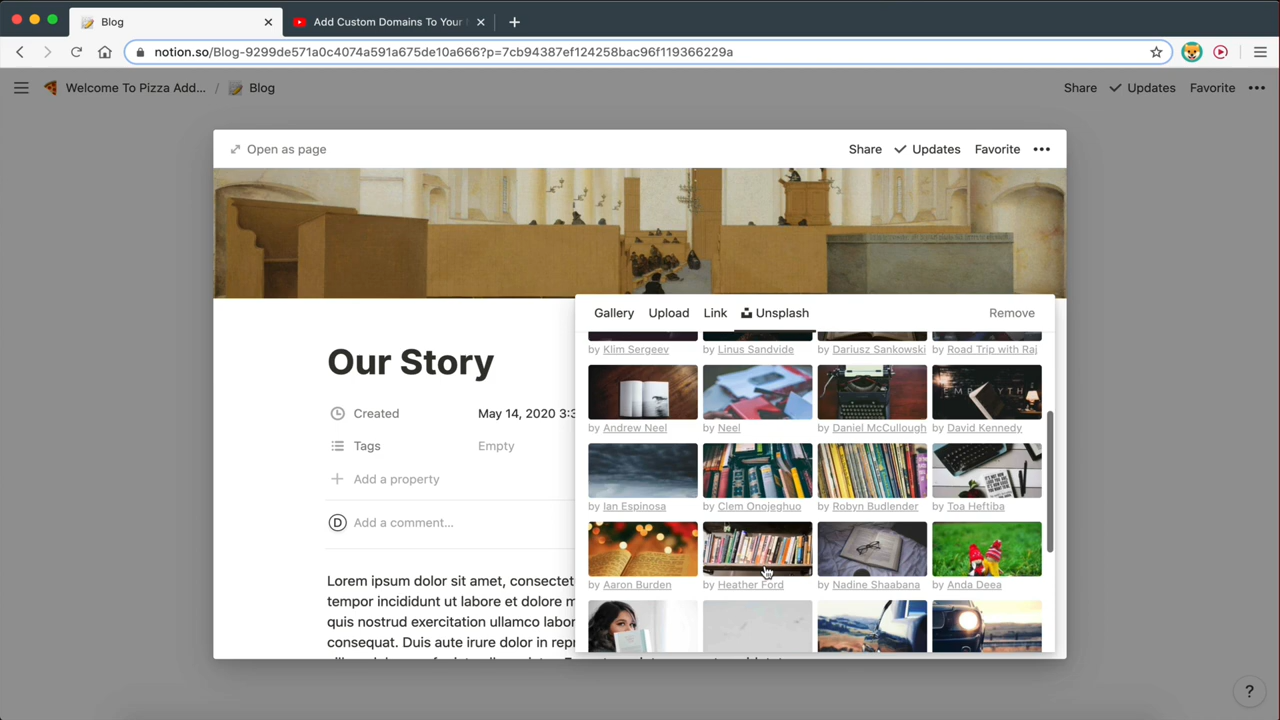 Blog
Add Custom Domains To Your
notion.so/Blog-9299de571a0c4074a591a675de10a666?p=7cb94387ef124258bac96f119366229a
Welcome To Pizza Add... / Blog
Share Updates Favorite
Open as page
Share Updates Favorite
Gallery Upload Link Unsplash Remove
by Klim Sergeev by Linus Sandvide by Dariusz Sankowski by Road Trip with Raj
Our Story
Created May 14, 2020 3:3
by Andrew Neel by Neel by Daniel McCullough by David Kennedy
Tags Empty
Add a property
by Ian Espinosa by Clem Onojeghuo by Robyn Budlender by Toa Heftiba
D Add a comment...
Lorem ipsum dolor sit amet, consectet
by Aaron Burden by Heather Ford by Nadine Shaabana by Anda Deea
tempor incididunt ut labore et dolore m
quis nostrud exercitation ullamco labor
consequat. Duis aute irure dolor in repr
?